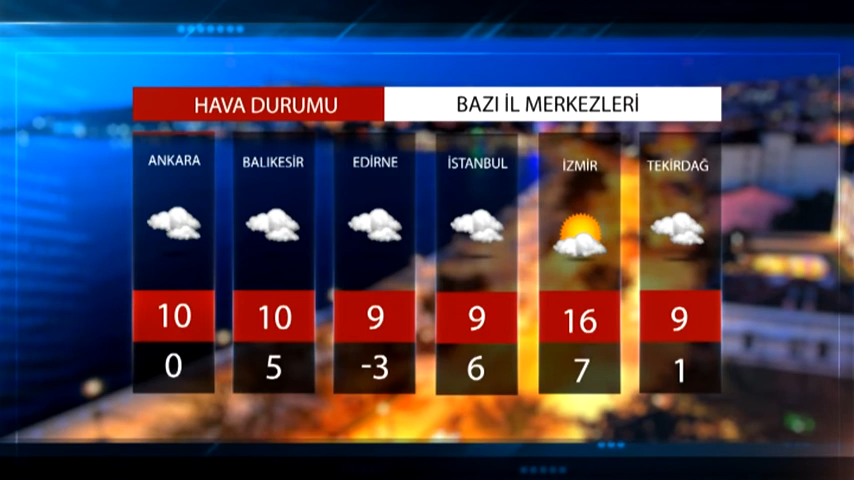 HAVA DURUMU BAZI İL MERKEZLERİ
ANKARA BALIKESİR EDİRNE İSTANBUL İZMİR TEKİRDAĞ
10 10 9 9 16 9
0 5 -3 6 7 1